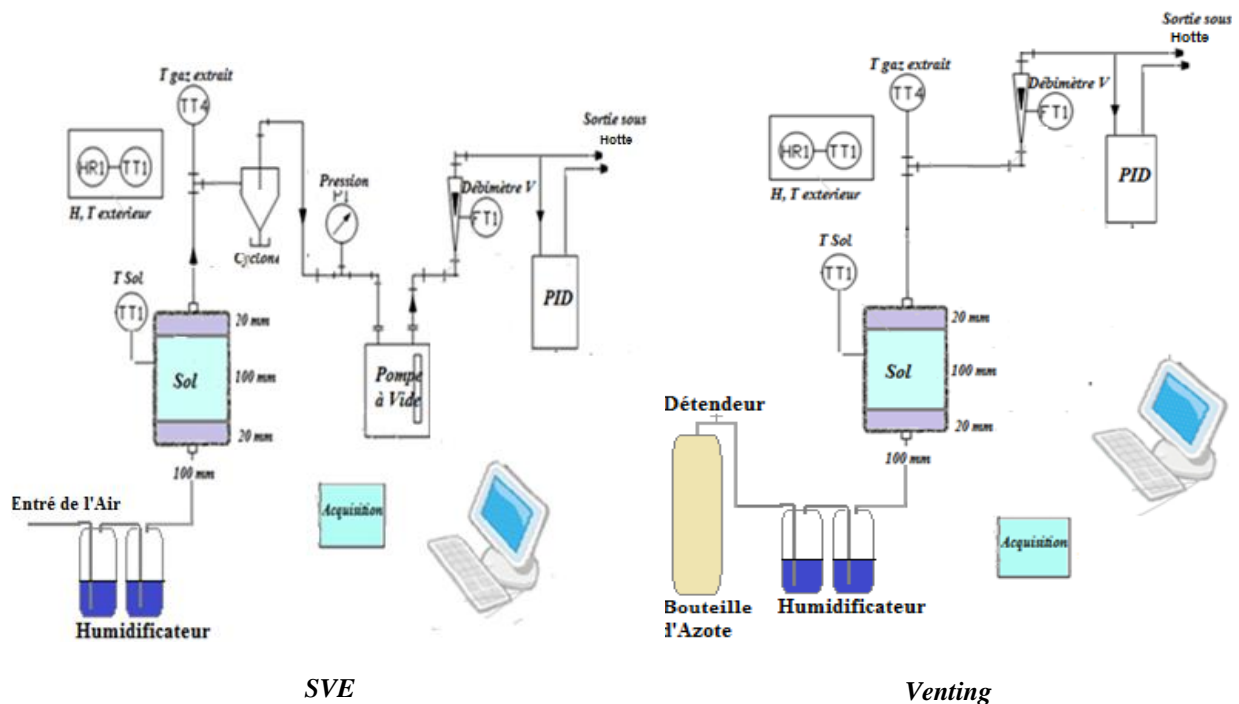 T gaz extrait
TT4
HR1
TT1
H, T exterieur
T Sol
TT1
20 mm
Sol
100 mm
20 mm
100 mm
Cyclone
Pression
P1
Pompe
à Vide
Débimètre V
FT1
PID
Sortie sous
Hotte
Entré de l'Air
Humidificateur
Acquisition
SVE
T gaz extrait
TT4
HR1
TT1
H, T exterieur
T Sol
TT1
20 mm
Sol
100 mm
20 mm
100 mm
Débimètre V
FT1
PID
Sortie sous
Hotte
Détendeur
Bouteille
d'Azote
Humidificateur
Acquisition
Venting